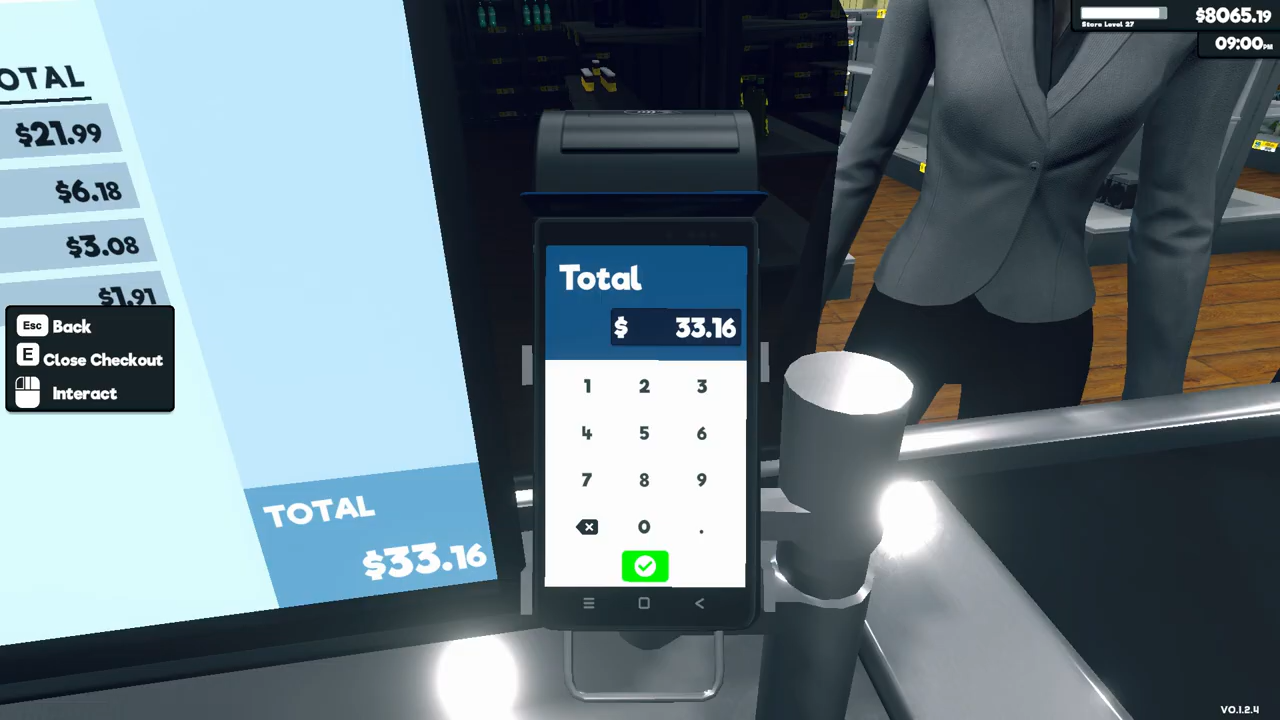 OTAL
$21.99
$6.18
$3.08
$1.91
Esc Back
E Close Checkout
Interact
TOTAL
$33.16
Total
$ 33.16
1 2 3
4 5 6
7 8 9
0 .
Store Level 27
$8065.19
09:00PM
V0.1.2.4